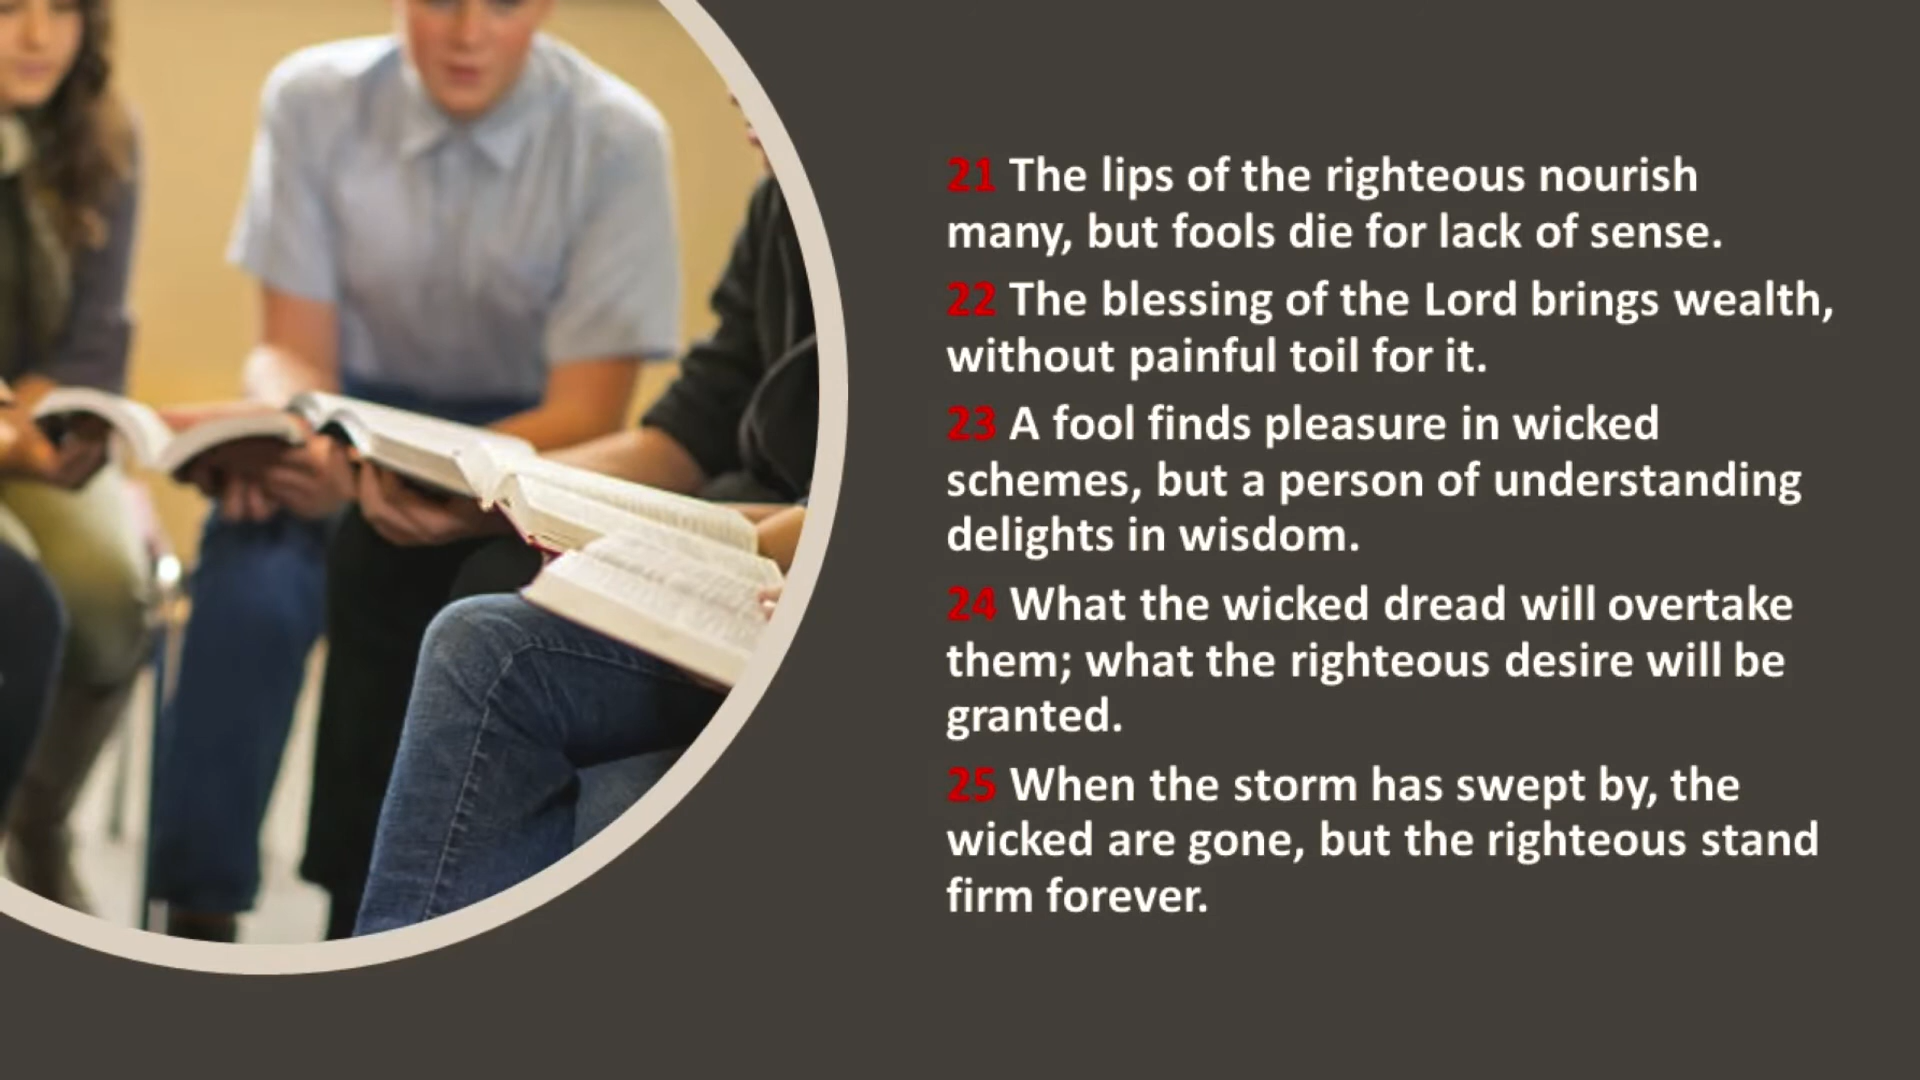 21 The lips of the righteous nourish
many, but fools die for lack of sense.
22 The blessing of the Lord brings wealth,
without painful toil for it.
23 A fool finds pleasure in wicked
schemes, but a person of understanding
delights in wisdom.
24 What the wicked dread will overtake
them; what the righteous desire will be
granted.
25 When the storm has swept by, the
wicked are gone, but the righteous stand
firm forever.